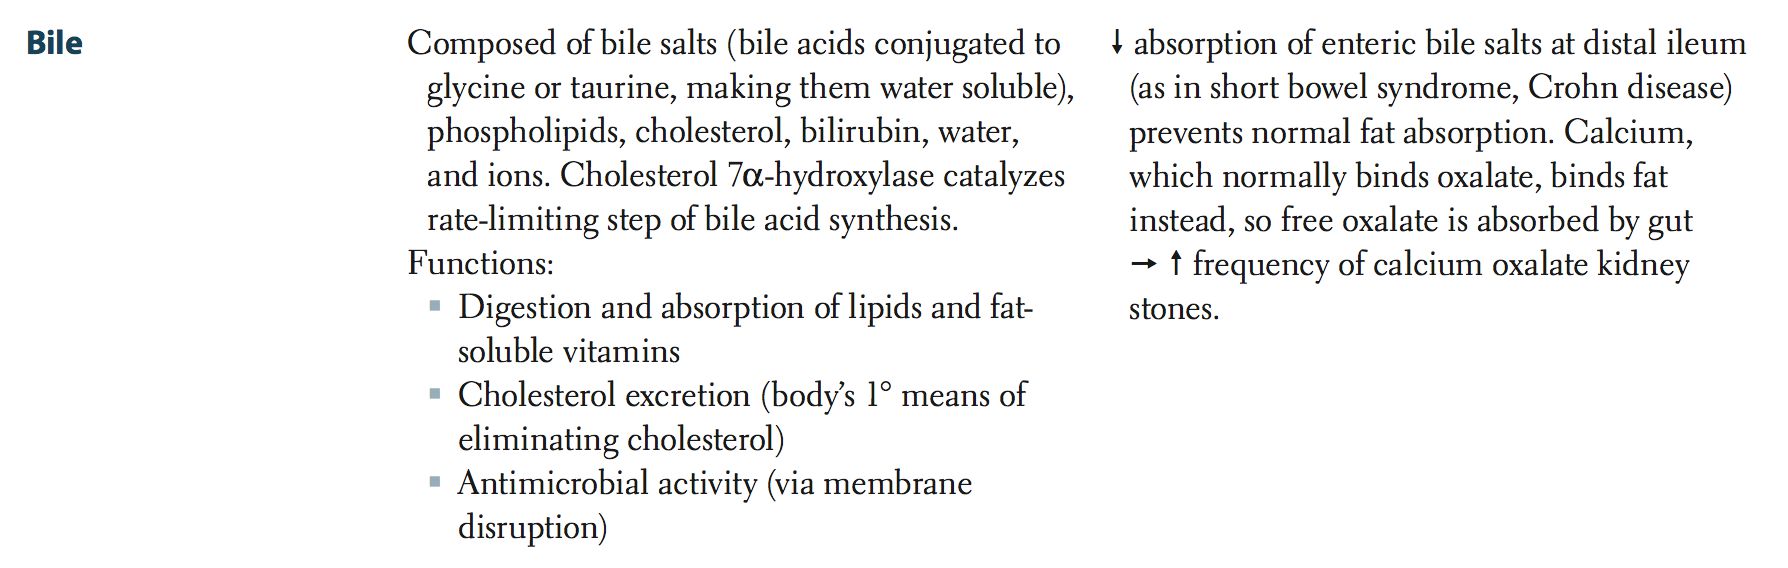 Bile
Composed of bile salts (bile acids conjugated to
glycine or taurine, making them water soluble),
phospholipids, cholesterol, bilirubin, water,
and ions. Cholesterol 7α-hydroxylase catalyzes
rate-limiting step of bile acid synthesis.
Functions:
▪ Digestion and absorption of lipids and fat-
soluble vitamins
▪ Cholesterol excretion (body’s 1° means of
eliminating cholesterol)
▪ Antimicrobial activity (via membrane
disruption)
↓ absorption of enteric bile salts at distal ileum
(as in short bowel syndrome, Crohn disease)
prevents normal fat absorption. Calcium,
which normally binds oxalate, binds fat
instead, so free oxalate is absorbed by gut
→ ↑ frequency of calcium oxalate kidney
stones.